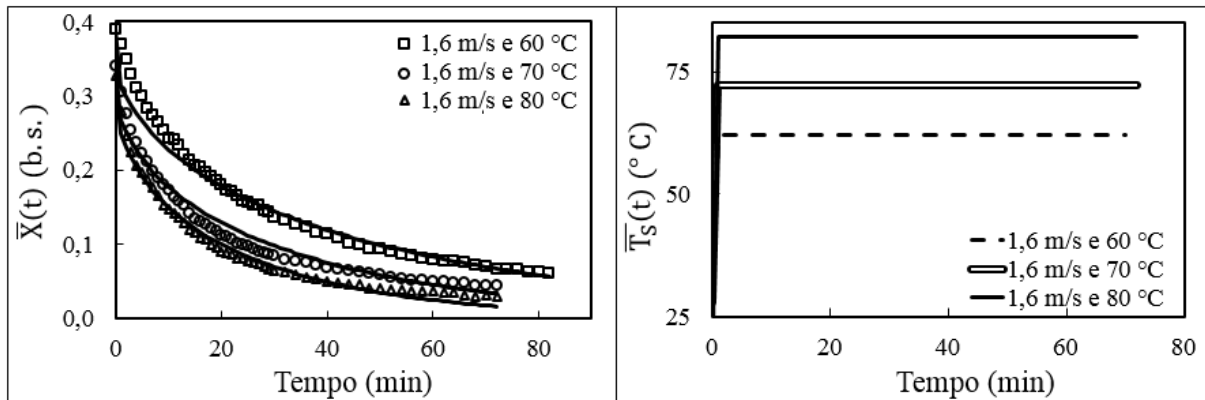 X̅(t) (b. s.)
0,4
0,3
0,2
0,1
0,0
1,6 m/s e 60 °C
1,6 m/s e 70 °C
1,6 m/s e 80 °C
0 20 40 60 80
Tempo (min)
T̅s(t) (° C)
75
50
25
1,6 m/s e 60 °C
1,6 m/s e 70 °C
1,6 m/s e 80 °C
0 20 40 60 80
Tempo (min)